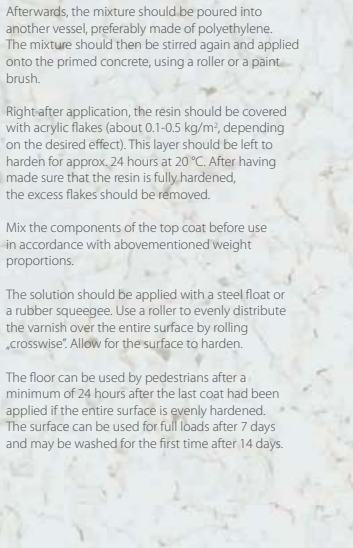 Afterwards, the mixture should be poured into
another vessel, preferably made of polyethylene.
The mixture should then be stirred again and applied
onto the primed concrete, using a roller or a paint
brush.
Right after application, the resin should be covered
with acrylic flakes (about 0.1-0.5 kg/m², depending
on the desired effect). This layer should be left to
harden for approx. 24 hours at 20 °C. After having
made sure that the resin is fully hardened,
the excess flakes should be removed.
Mix the components of the top coat before use
in accordance with abovementioned weight
proportions.
The solution should be applied with a steel float or
a rubber squeegee. Use a roller to evenly distribute
the varnish over the entire surface by rolling
„crosswise”. Allow for the surface to harden.
The floor can be used by pedestrians after a
minimum of 24 hours after the last coat had been
applied if the entire surface is evenly hardened.
The surface can be used for full loads after 7 days
and may be washed for the first time after 14 days.